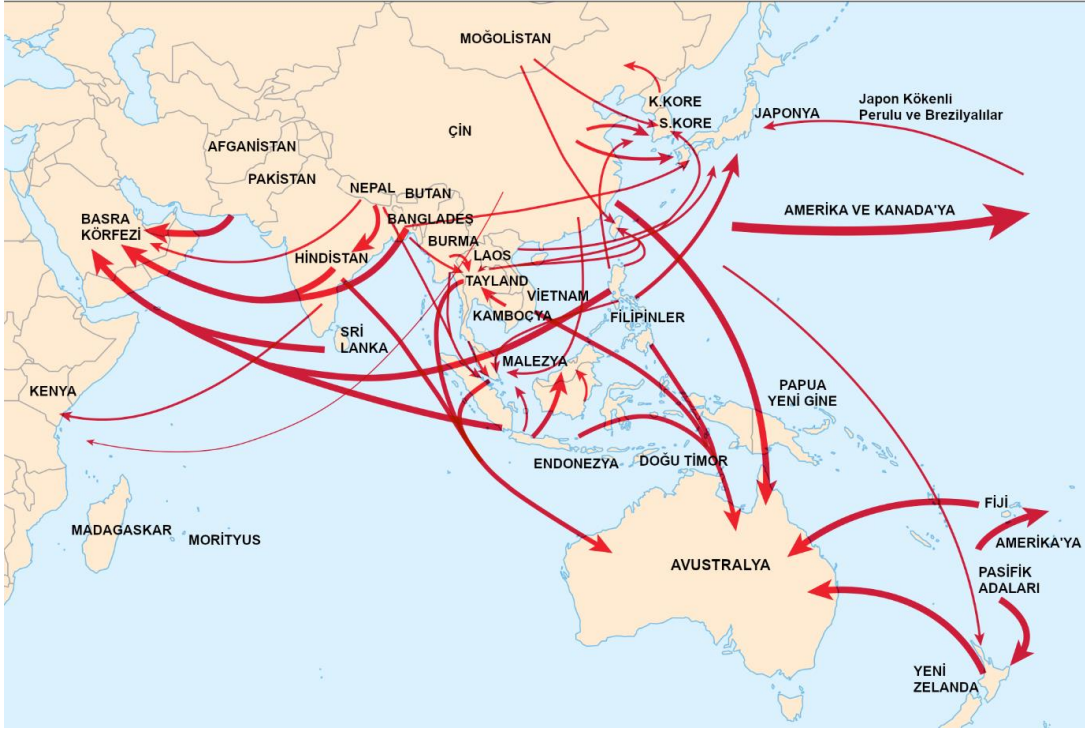 MOĞOLİSTAN
K.KORE
S.KORE
JAPONYA
Japon Kökenli
Perulu ve Brezilyalılar
ÇİN
AFGANİSTAN
PAKİSTAN
NEPAL
BUTAN
BANGLADEŞ
BASRA
KÖRFEZİ
AMERIKA VE KANADA'YA
BURMA
LAOS
HİNDİSTAN
TAYLAND
VİETNAM
KAMBOÇYA
FİLİPİNLER
SRİ
LANKA
MALEZYA
KENYA
PAPUA
YENİ GİNE
ENDONEZYA
DOĞU TİMOR
FİJİ
MADAGASKAR
MORİTYUS
AMERİKA'YA
AVUSTRALYA
PASİFİK
ADALARI
YENİ
ZELANDA